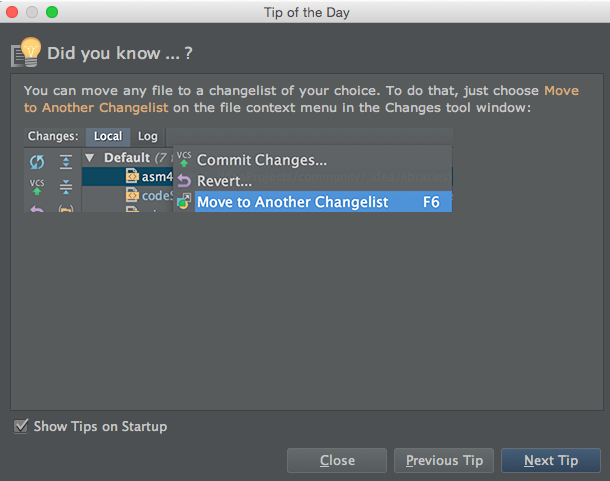 Tip of the Day
Did you know ... ?
You can move any file to a changelist of your choice. To do that, just choose Move
to Another Changelist on the file context menu in the Changes tool window:
Changes: Local Log
Default (7
VCS Commit Changes...
asm4
Revert...
VCS
codeS
Move to Another Changelist F6
Show Tips on Startup
Close Previous Tip Next Tip